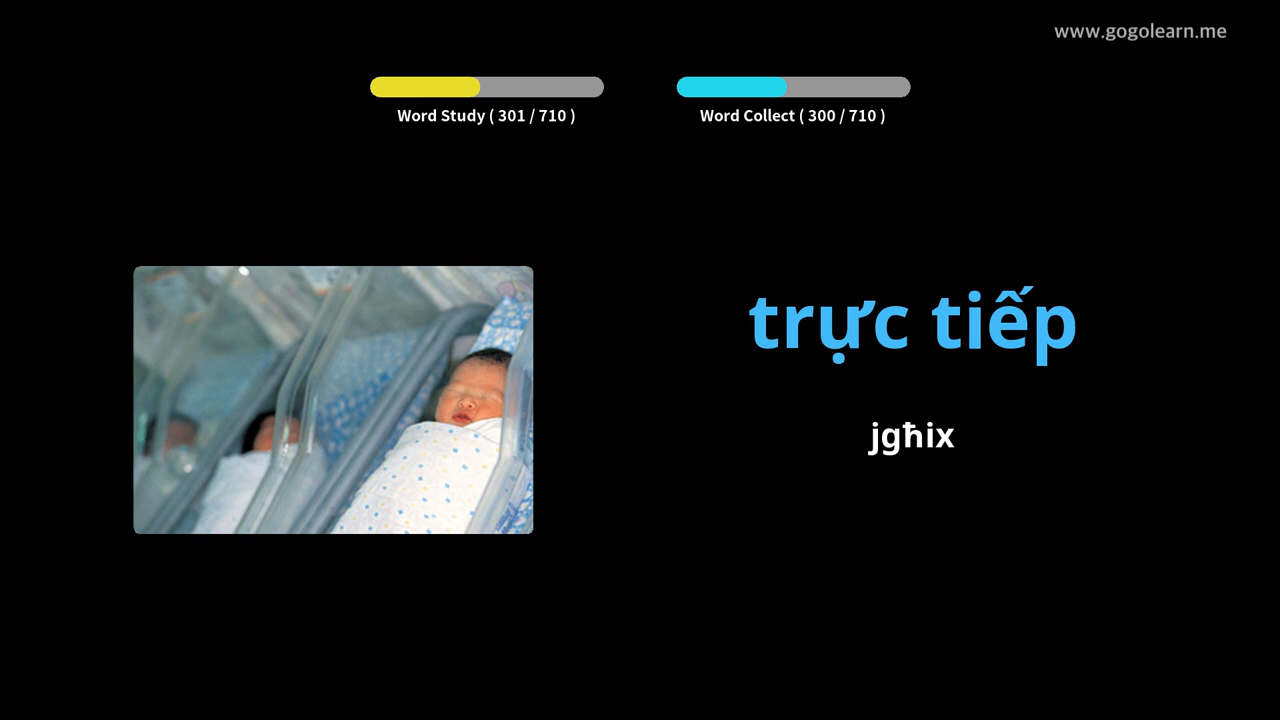 www.gogolearn.me
Word Study ( 301 / 710 )
Word Collect ( 300 / 710 )
trực tiếp
jgħix